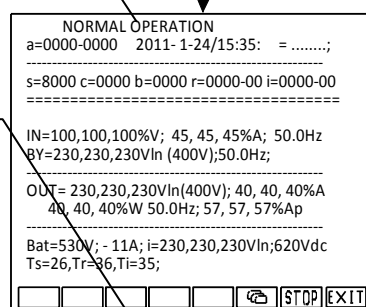 NORMAL OPERATION
a=0000-0000 2011- 1-24/15:35: = ........;
----------------------------------------------------
s=8000 c=0000 b=0000 r=0000-00 i=0000-00
====================================
IN=100,100,100%V; 45, 45, 45%A; 50.0Hz
BY=230,230,230Vln (400V);50.0Hz;
----------------------------------------------------
OUT= 230,230,230Vln(400V); 40, 40, 40%A
40, 40, 40%W 50.0Hz; 57, 57, 57%Ap
----------------------------------------------------
Bat=530V; - 11A; i=230,230,230Vln;620Vdc
Ts=26,Tr=36,Ti=35;
STOP EXIT